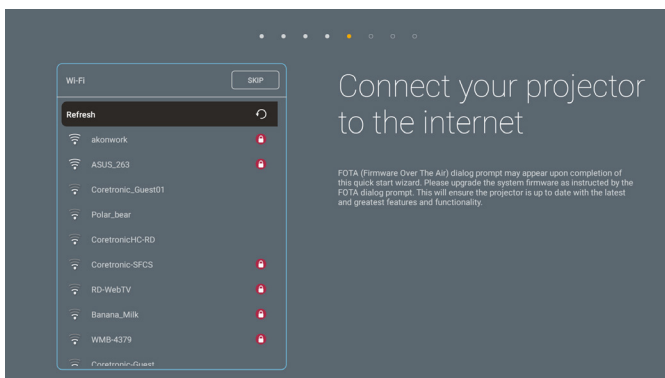 Wi-Fi
SKIP
Refresh
akonwork
ASUS_263
Coretronic_Guest01
Polar_bear
CoretronicHC-RD
Coretronic-SFCS
RD-WebTV
Banana_Milk
WMB-4379
Coretronic-Guest
Connect your projector
to the internet
FOTA (Firmware Over The Air) dialog prompt may appear upon completion of
this quick start wizard. Please upgrade the system firmware as instructed by the
FOTA dialog prompt. This will ensure the projector is up to date with the latest
and greatest features and functionality.